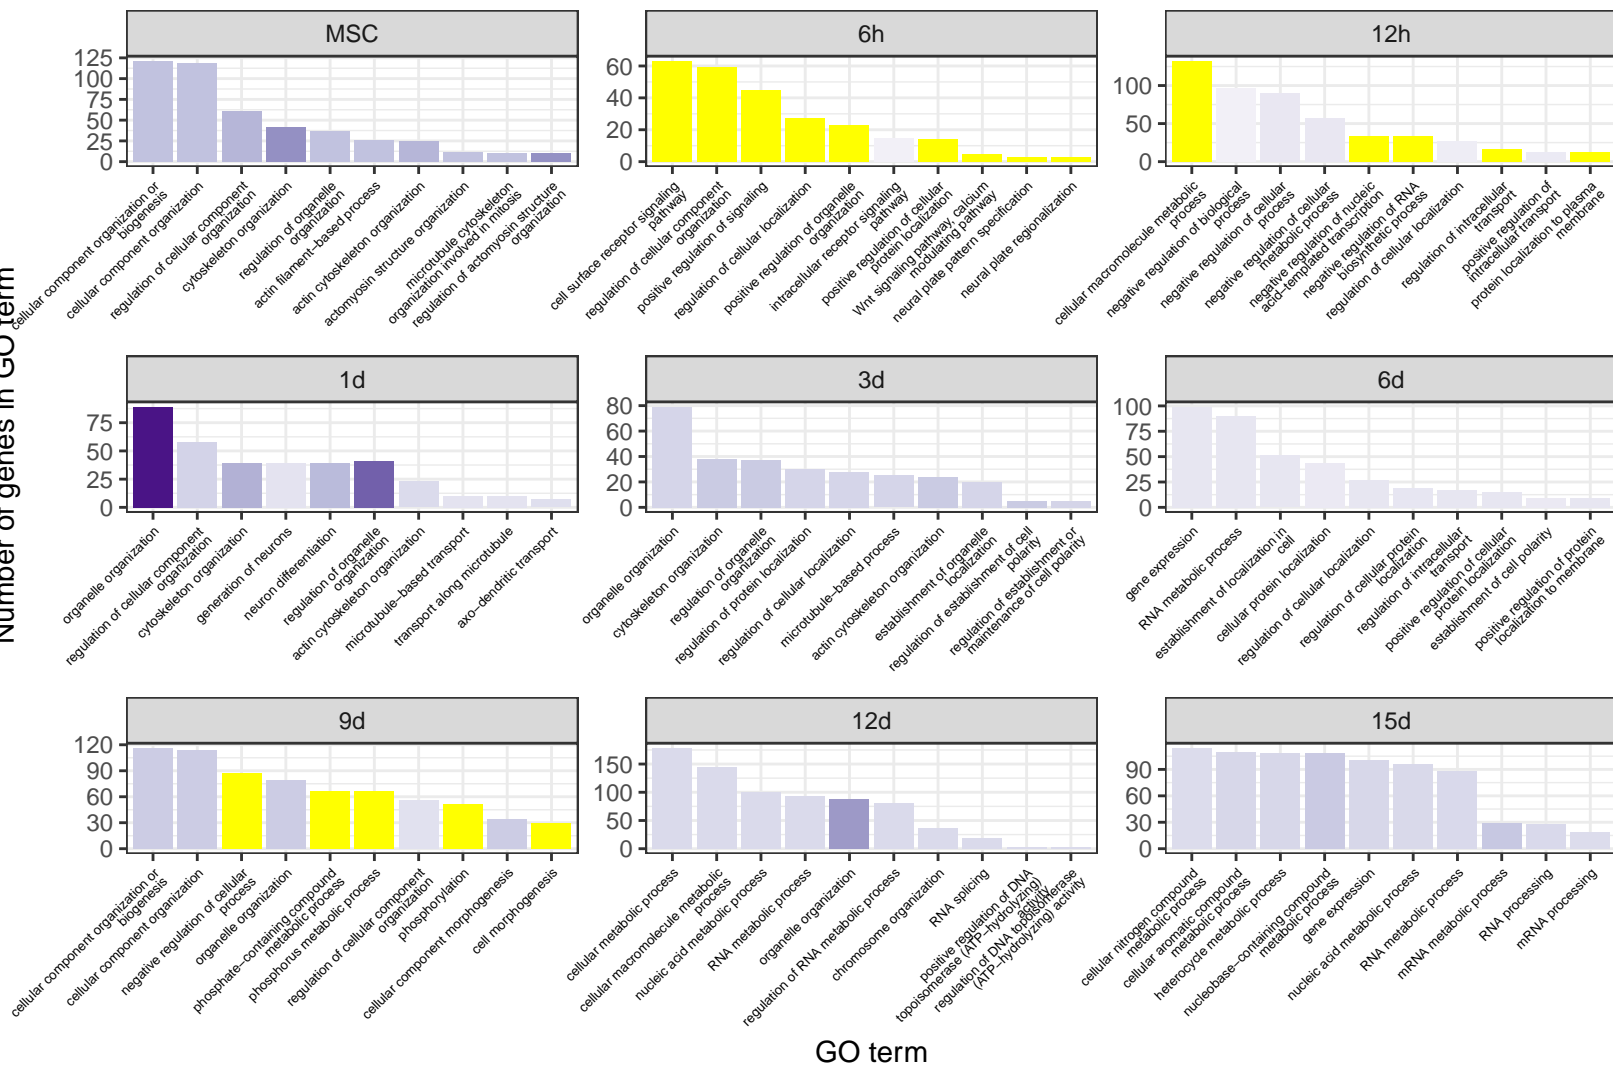 MSC
6h
12h
125
100
75
50
25
0
60
40
20
0
100
50
0
cellular component organization or
biogenesis
cellular component organization
regulation of cellular component
organization
cytoskeleton organization
regulation of organelle
organization
actin filament−based process
actin cytoskeleton organization
actomyosin structure organization
microtubule cytoskeleton
organization involved in mitosis
regulation of actomyosin structure
organization
cell surface receptor signaling
pathway
regulation of cellular component
organization
positive regulation of signaling
regulation of cellular localization
positive regulation of organelle
organization
intracellular receptor signaling
pathway
positive regulation of cellular
protein localization
Wnt signaling pathway, calcium
modulating pathway
neural plate pattern specification
neural plate regionalization
cellular macromolecule metabolic
process
negative regulation of biological
process
negative regulation of cellular
process
negative regulation of cellular
metabolic process
negative regulation of nucleic
acid−templated transcription
negative regulation of RNA
biosynthetic process
regulation of cellular localization
regulation of intracellular
transport
positive regulation of
intracellular transport
protein localization to plasma
membrane
Number of genes in GO term
1d
3d
6d
75
50
25
0
80
60
40
20
0
100
75
50
25
0
organelle organization
regulation of cellular component
organization
cytoskeleton organization
generation of neurons
neuron differentiation
regulation of organelle
organization
actin cytoskeleton organization
microtubule−based transport
transport along microtubule
axo−dendritic transport
organelle organization
cytoskeleton organization
regulation of organelle
organization
regulation of protein localization
regulation of cellular localization
microtubule−based process
actin cytoskeleton organization
establishment of organelle
localization
regulation of establishment of cell
polarity
regulation of establishment or
maintenance of cell polarity
gene expression
RNA metabolic process
establishment of localization in
cell
cellular protein localization
regulation of cellular localization
regulation of cellular protein
localization
regulation of intracellular
transport
positive regulation of cellular
protein localization
establishment of cell polarity
positive regulation of protein
localization to membrane
9d
12d
15d
120
90
60
30
0
150
100
50
0
90
60
30
0
cellular component organization or
biogenesis
cellular component organization
negative regulation of cellular
process
organelle organization
phosphate−containing compound
metabolic process
phosphorus metabolic process
regulation of cellular component
organization
phosphorylation
cellular component morphogenesis
cell morphogenesis
cellular metabolic process
cellular macromolecule metabolic
process
nucleic acid metabolic process
RNA metabolic process
organelle organization
regulation of RNA metabolic process
chromosome organization
RNA splicing
positive regulation of DNA
topoisomerase (ATP−hydrolyzing)
activity
regulation of DNA topoisomerase
(ATP−hydrolyzing) activity
cellular nitrogen compound
metabolic process
cellular aromatic compound
metabolic process
heterocycle metabolic process
nucleobase−containing compound
metabolic process
gene expression
nucleic acid metabolic process
RNA metabolic process
mRNA metabolic process
RNA processing
mRNA processing
GO term